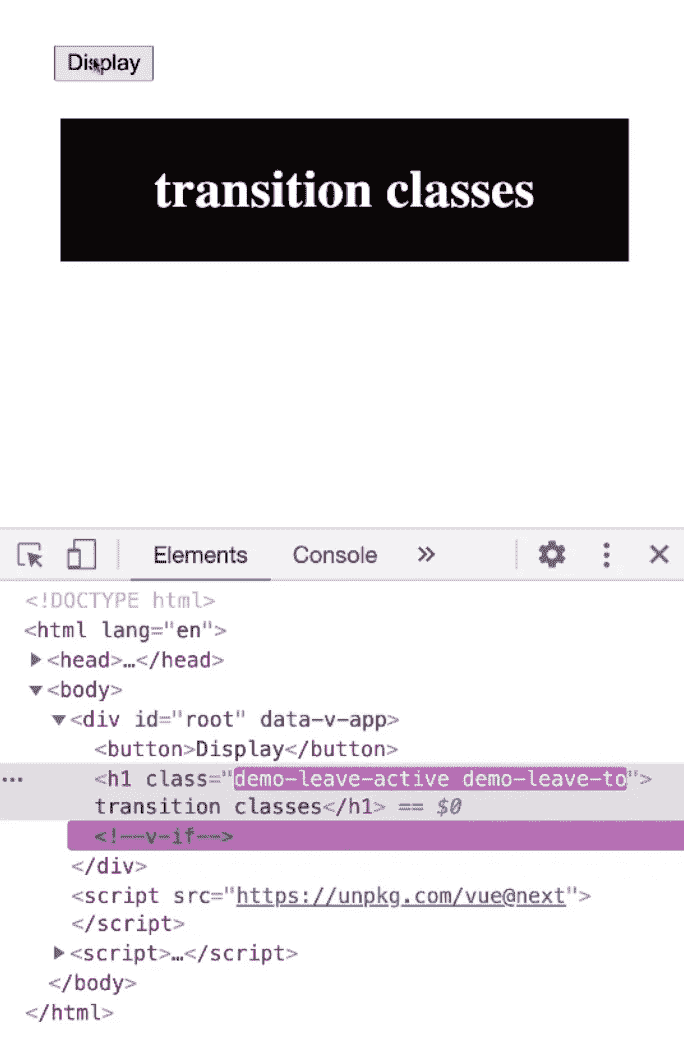 Display
transition classes
Elements Console
<!DOCTYPE html>
<html lang="en">
<head>…</head>
<body>
<div id="root" data-v-app>
<button>Display</button>
<h1 class="demo-leave-active demo-leave-to">
transition classes</h1> == $0
<!--v-if-->
</div>
<script src="https://unpkg.com/vue@next">
</script>
<script>…</script>
</body>
</html>